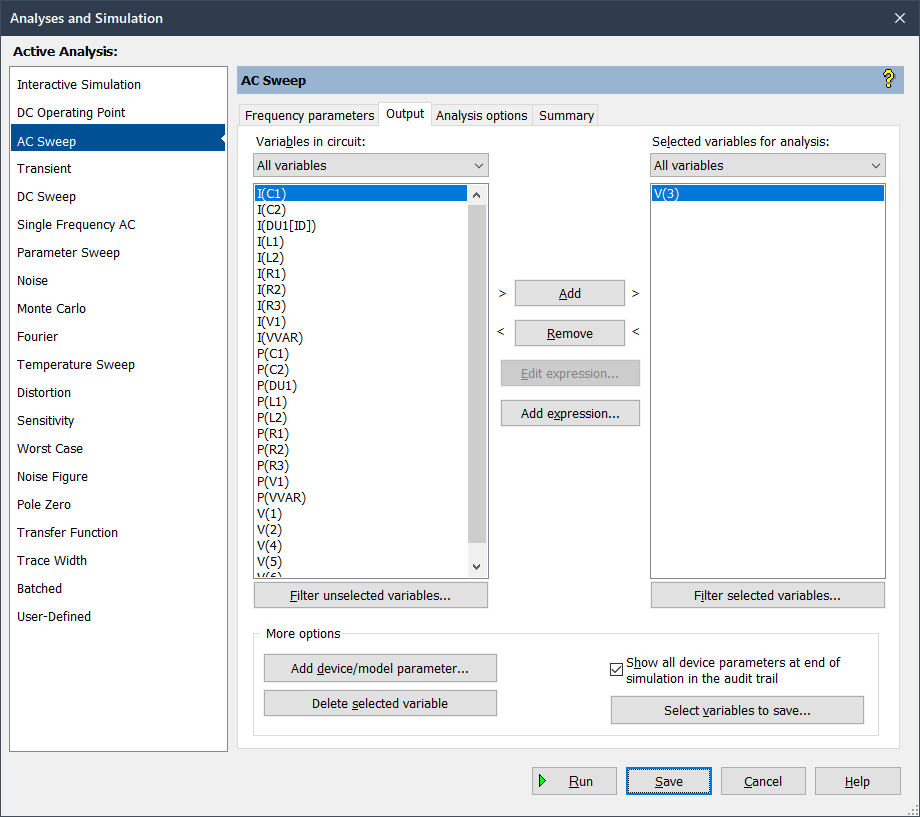 Analyses and Simulation
Active Analysis:
Interactive Simulation
DC Operating Point
AC Sweep
Transient
DC Sweep
Single Frequency AC
Parameter Sweep
Noise
Monte Carlo
Fourier
Temperature Sweep
Distortion
Sensitivity
Worst Case
Noise Figure
Pole Zero
Transfer Function
Trace Width
Batched
User-Defined
AC Sweep
Frequency parameters Output Analysis options Summary
Variables in circuit:
All variables
I(C1)
I(C2)
I(DU1[ID])
I(L1)
I(L2)
I(R1)
I(R2)
I(R3)
I(V1)
I(VVAR)
P(C1)
P(C2)
P(DU1)
P(L1)
P(L2)
P(R1)
P(R2)
P(R3)
P(V1)
P(VVAR)
V(1)
V(2)
V(4)
V(5)
V(6)
Filter unselected variables...
> Add >
< Remove <
Edit expression...
Add expression...
Selected variables for analysis:
All variables
V(3)
Filter selected variables...
More options
Add device/model parameter...
Delete selected variable
Show all device parameters at end of
simulation in the audit trail
Select variables to save...
Run Save Cancel Help